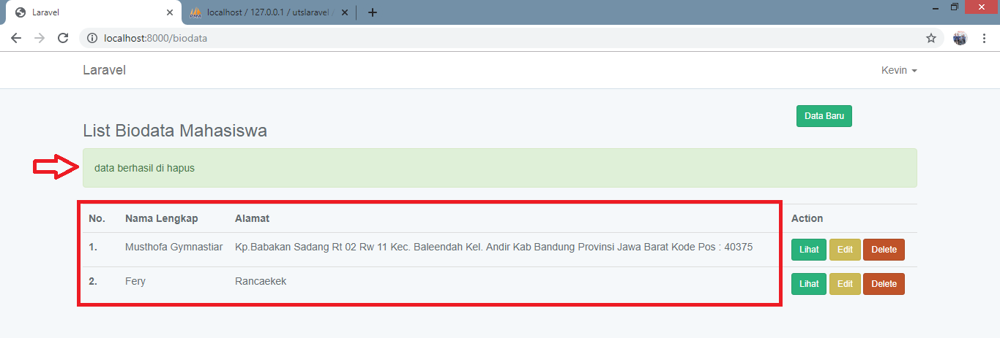 Laravel
localhost / 127.0.0.1 / utslaravel /
localhost:8000/biodata
Laravel
Kevin
Data Baru
List Biodata Mahasiswa
data berhasil di hapus
No. Nama Lengkap Alamat Action
1. Musthofa Gymnastiar Kp.Babakan Sadang Rt 02 Rw 11 Kec. Baleendah Kel. Andir Kab Bandung Provinsi Jawa Barat Kode Pos : 40375 Lihat Edit Delete
2. Fery Rancaekek Lihat Edit Delete